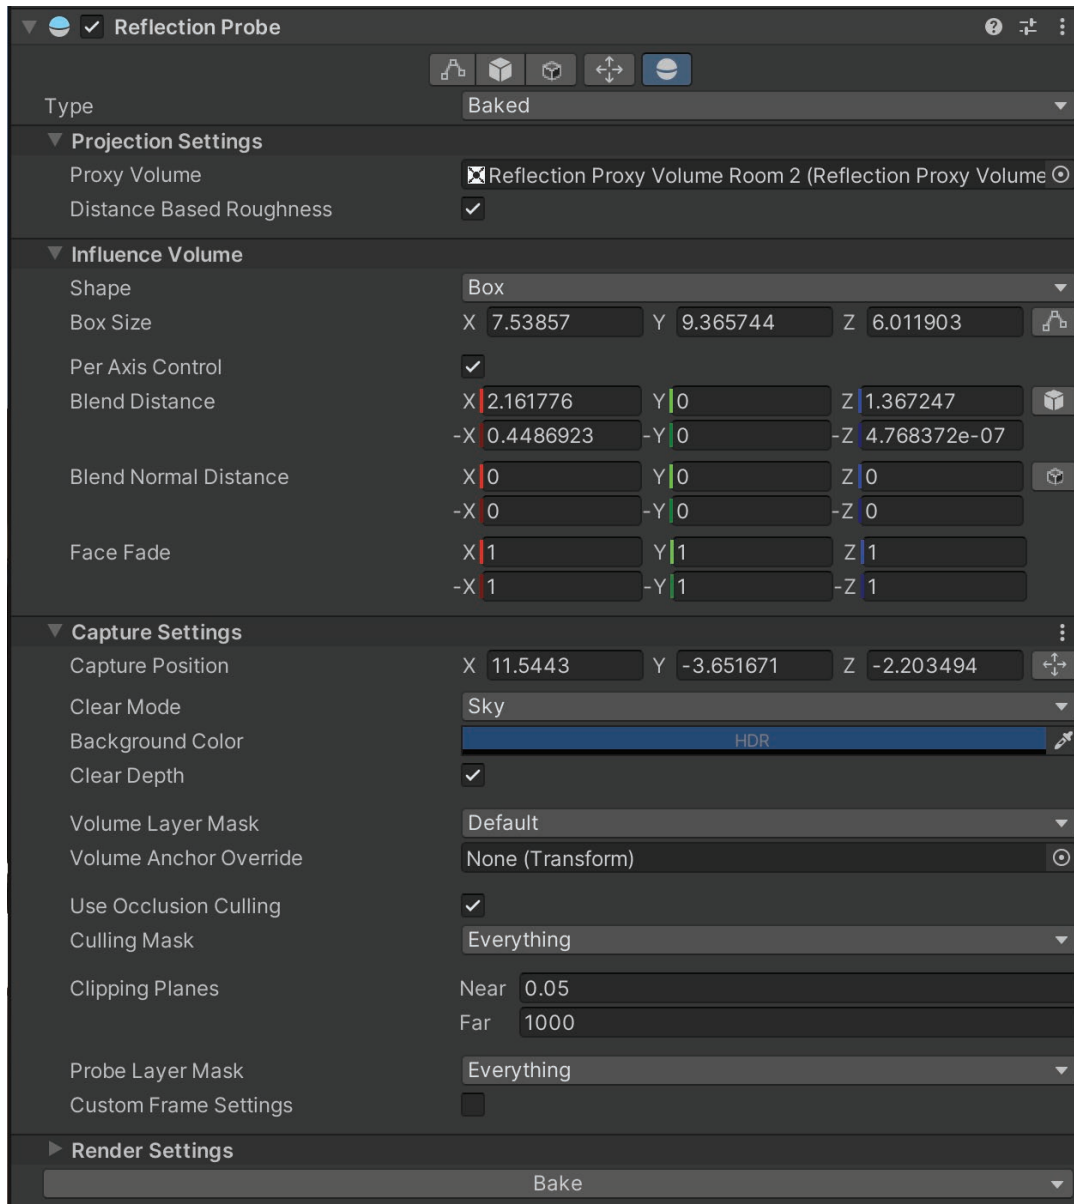 Reflection Probe
Type Baked
Projection Settings
Proxy Volume Reflection Proxy Volume Room 2 (Reflection Proxy Volume
Distance Based Roughness
Influence Volume
Shape Box
Box Size X 7.53857 Y 9.365744 Z 6.011903
Per Axis Control
Blend Distance X 2.161776 Y 0 Z 1.367247
-X 0.4486923 -Y 0 -Z 4.768372e-07
Blend Normal Distance X 0 Y 0 Z 0
-X 0 -Y 0 -Z 0
Face Fade X 1 Y 1 Z 1
-X 1 -Y 1 -Z 1
Capture Settings
Capture Position X 11.5443 Y -3.651671 Z -2.203494
Clear Mode Sky
Background Color HDR
Clear Depth
Volume Layer Mask Default
Volume Anchor Override None (Transform)
Use Occlusion Culling
Culling Mask Everything
Clipping Planes Near 0.05
Far 1000
Probe Layer Mask Everything
Custom Frame Settings
Render Settings
Bake